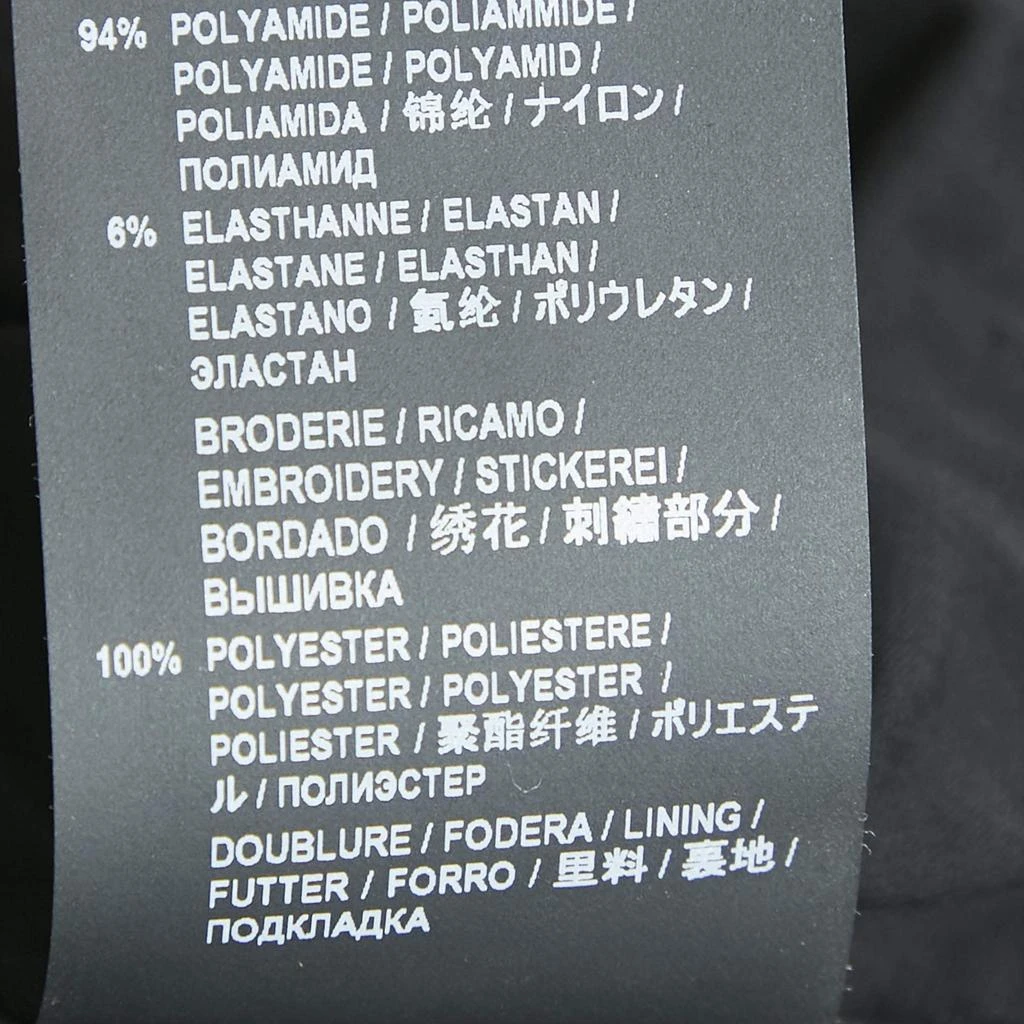 94% POLYAMIDE / POLIAMMIDE /
POLYAMIDE / POLYAMID /
POLIAMIDA / 锦纶 / ナイロン /
ПОЛИАМИД
6% ELASTHANNE / ELASTAN /
ELASTANE / ELASTHAN /
ELASTANO / 氨纶 / ポリウレタン /
ЭЛАСТАН
BRODERIE / RICAMO /
EMBROIDERY / STICKEREI /
BORDADO / 绣花 / 刺繍部分 /
ВЫШИВКА
100% POLYESTER / POLIESTERE /
POLYESTER / POLYESTER /
POLIESTER / 聚酯纤维 / ポリエステ
ル / ПОЛИЭСТЕР
DOUBLURE / FODERA / LINING /
FUTTER / FORRO / 里料 / 裏地 /
ПОДКЛАДКА